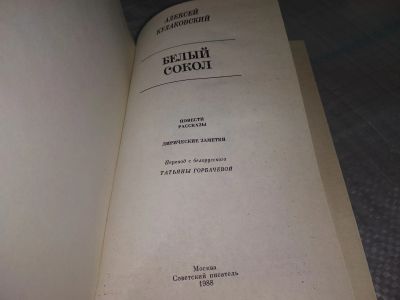 АЛЕКСЕЙ
КУЛАКОВСКИЙ
БЕЛЫЙ
СОКОЛ
ПОВЕСТИ
РАССКАЗЫ
ЛИРИЧЕСКИЕ ЗАМЕТКИ
Перевод с белорусского
ТАТЬЯНЫ ГОРБАЧЕВОЙ
Москва
Советский писатель
1988